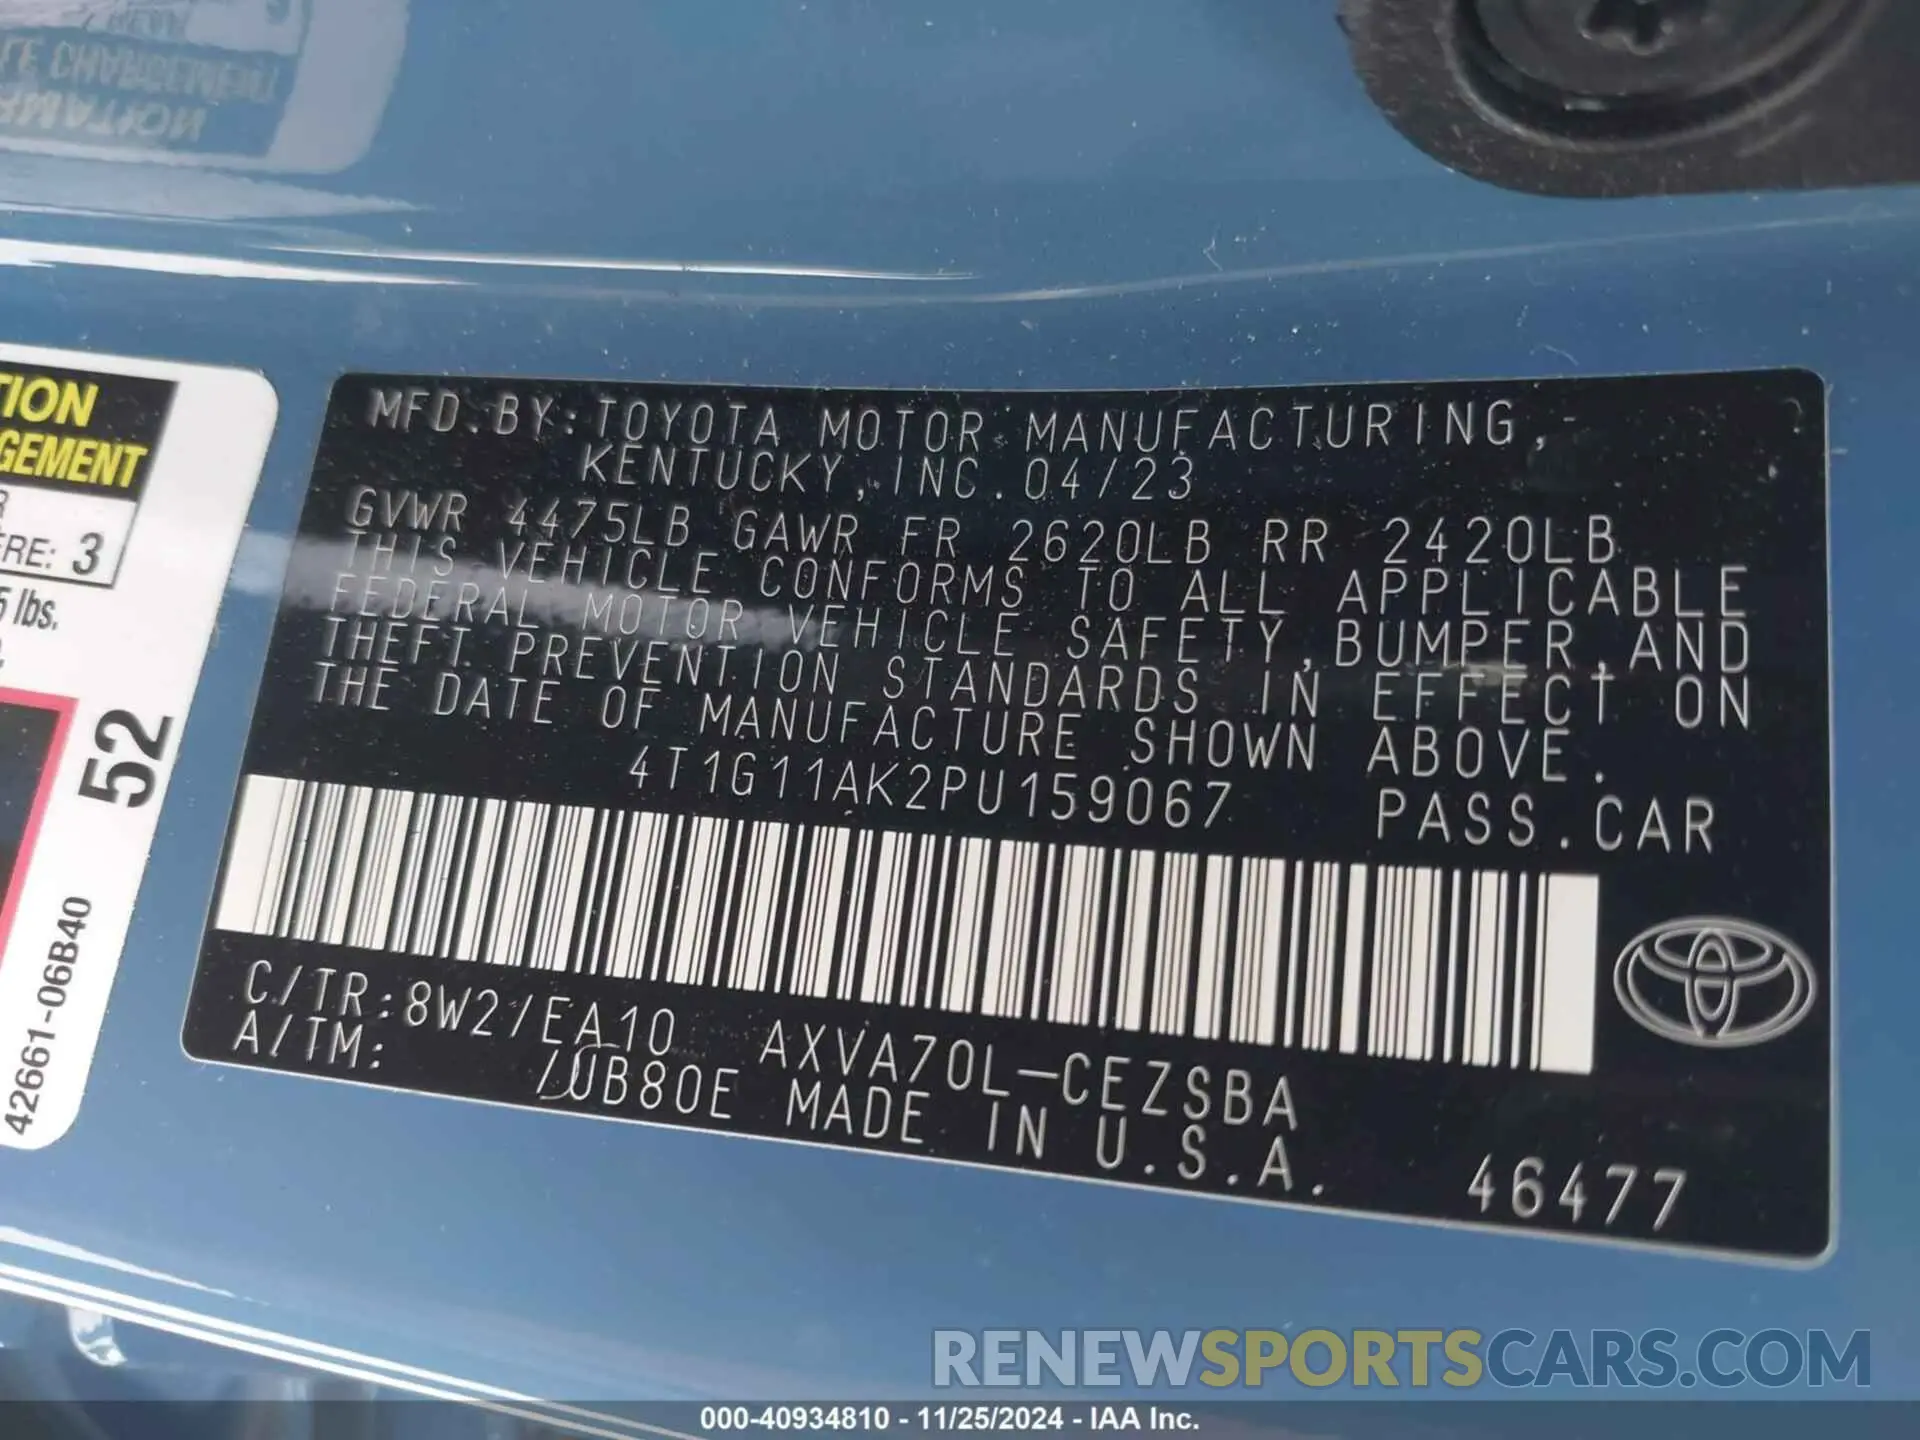 LE CHARGEMENT
RMATION
TION
GEMENT
RE: 3
5 lbs.
52
42661-06B40
MFD.BY:TOYOTA MOTOR MANUFACTURING,
KENTUCKY,INC.04/23
GVWR 4475LB GAWR FR 2620LB RR 2420LB
THIS VEHICLE CONFORMS TO ALL APPLICABLE
FEDERAL MOTOR VEHICLE SAFETY,BUMPER,AND
THEFT PREVENTION STANDARDS IN EFFECT ON
THE DATE OF MANUFACTURE SHOWN ABOVE.
4T1G11AK2PU159067 PASS.CAR
C/TR:8W2/EA10 AXVA70L-CEZSBA
A/TM: /UB80E MADE IN U.S.A.
46477
RENEWSPORTSCARS.COM
000-40934810 - 11/25/2024 - IAA Inc.